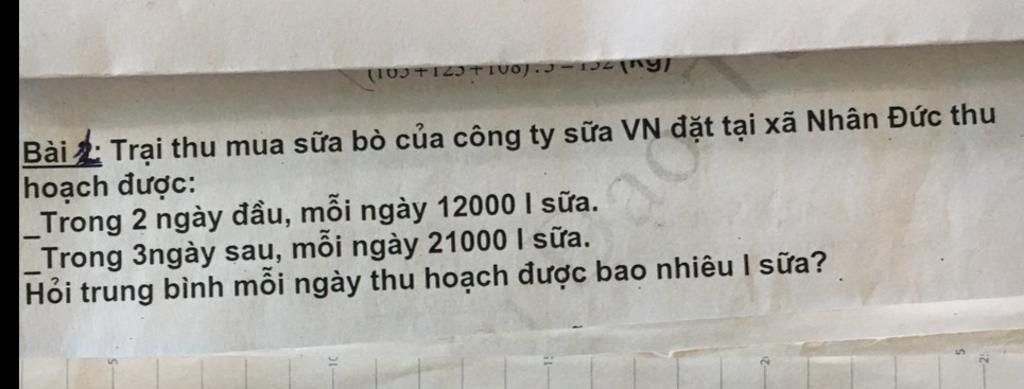 Bài 2: Trại thu mua sữa bò của công ty sữa VN đặt tại xã Nhân Đức thu
hoạch được:
_Trong 2 ngày đầu, mỗi ngày 12000 l sữa.
_Trong 3ngày sau, mỗi ngày 21000 l sữa.
Hỏi trung bình mỗi ngày thu hoạch được bao nhiêu l sữa?